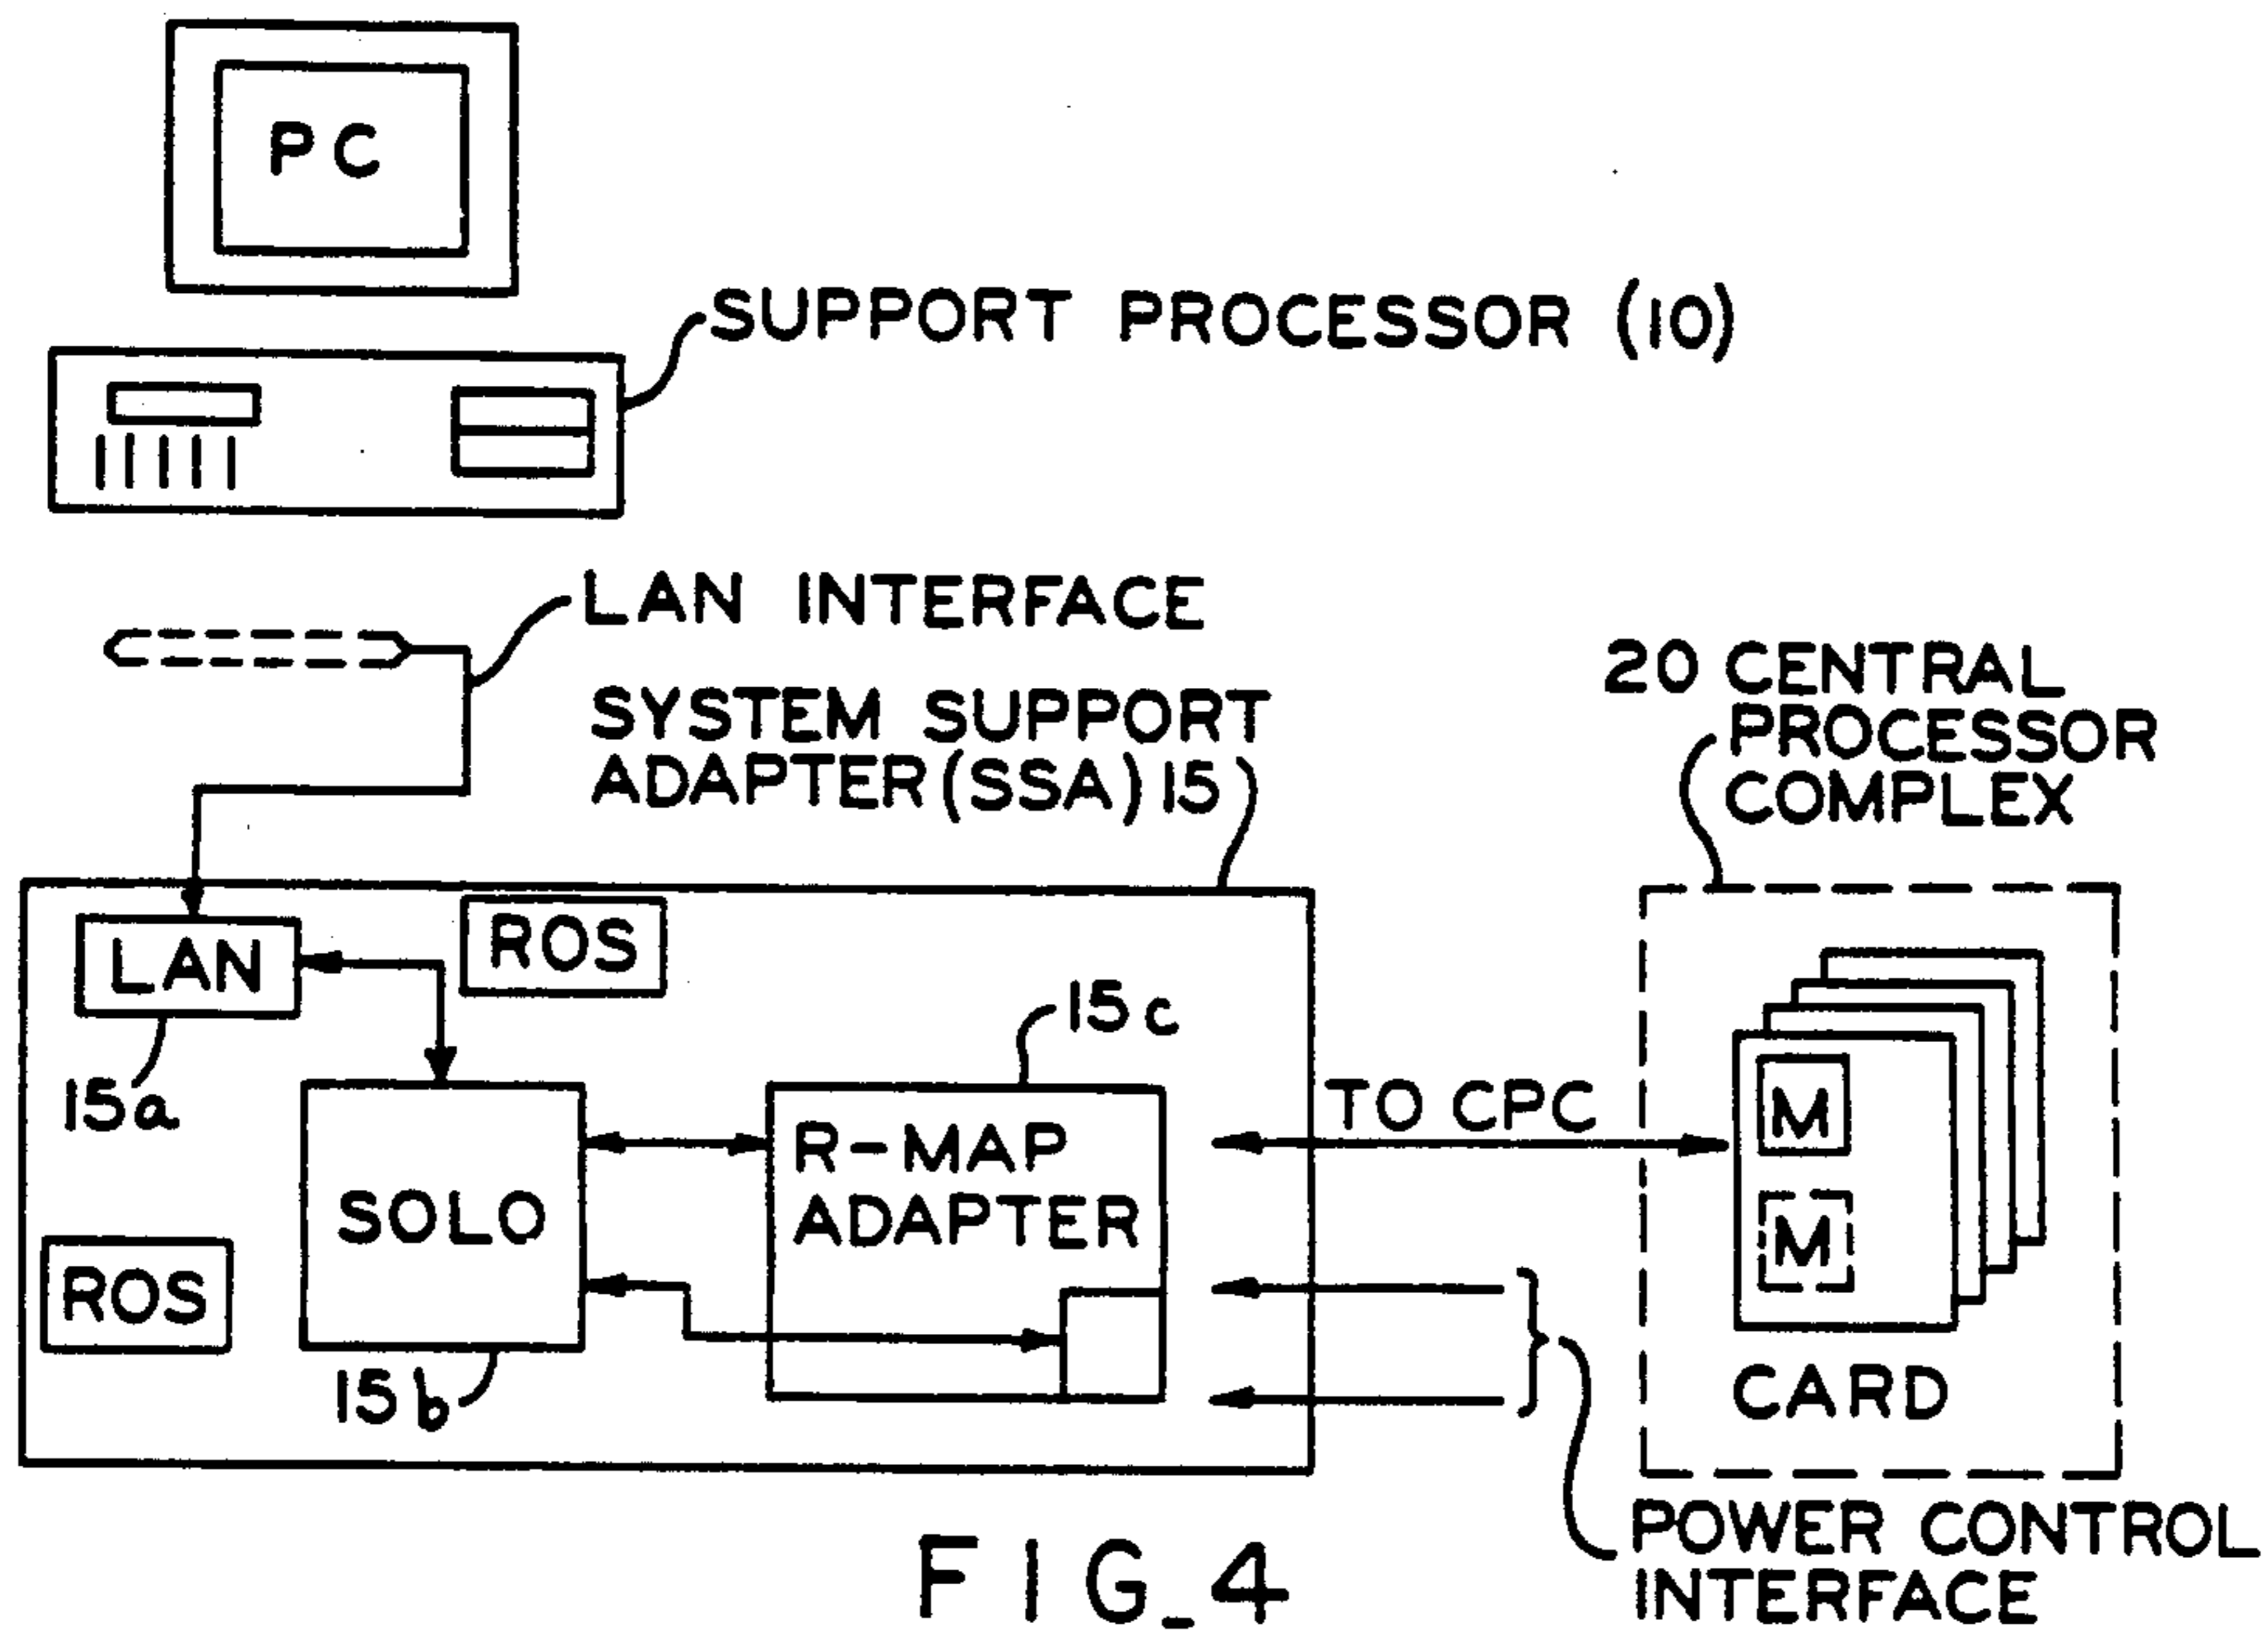 PC
SUPPORT PROCESSOR (10)
LAN INTERFACE
SYSTEM SUPPORT
ADAPTER (SSA) 15
20 CENTRAL
PROCESSOR
COMPLEX
LAN
ROS
15a
15c
SOLO
R-MAP
ADAPTER
TO CPC
M
M
ROS
15b
CARD
POWER CONTROL
INTERFACE
FIG_4